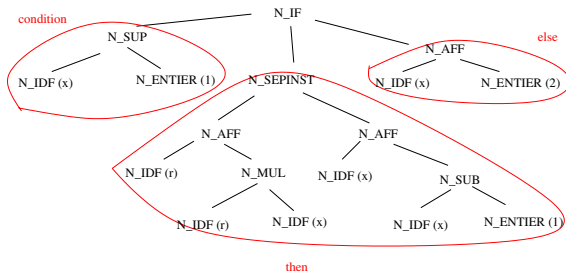 N_IF
condition
N_SUP
else
N_AFF
N_IDF (x)
N_ENTIER (1)
N_SEPINST
N_IDF (x)
N_ENTIER (2)
N_AFF
N_AFF
N_IDF (r)
N_MUL
N_IDF (x)
N_SUB
N_IDF (r)
N_IDF (x)
N_IDF (x)
N_ENTIER (1)
then